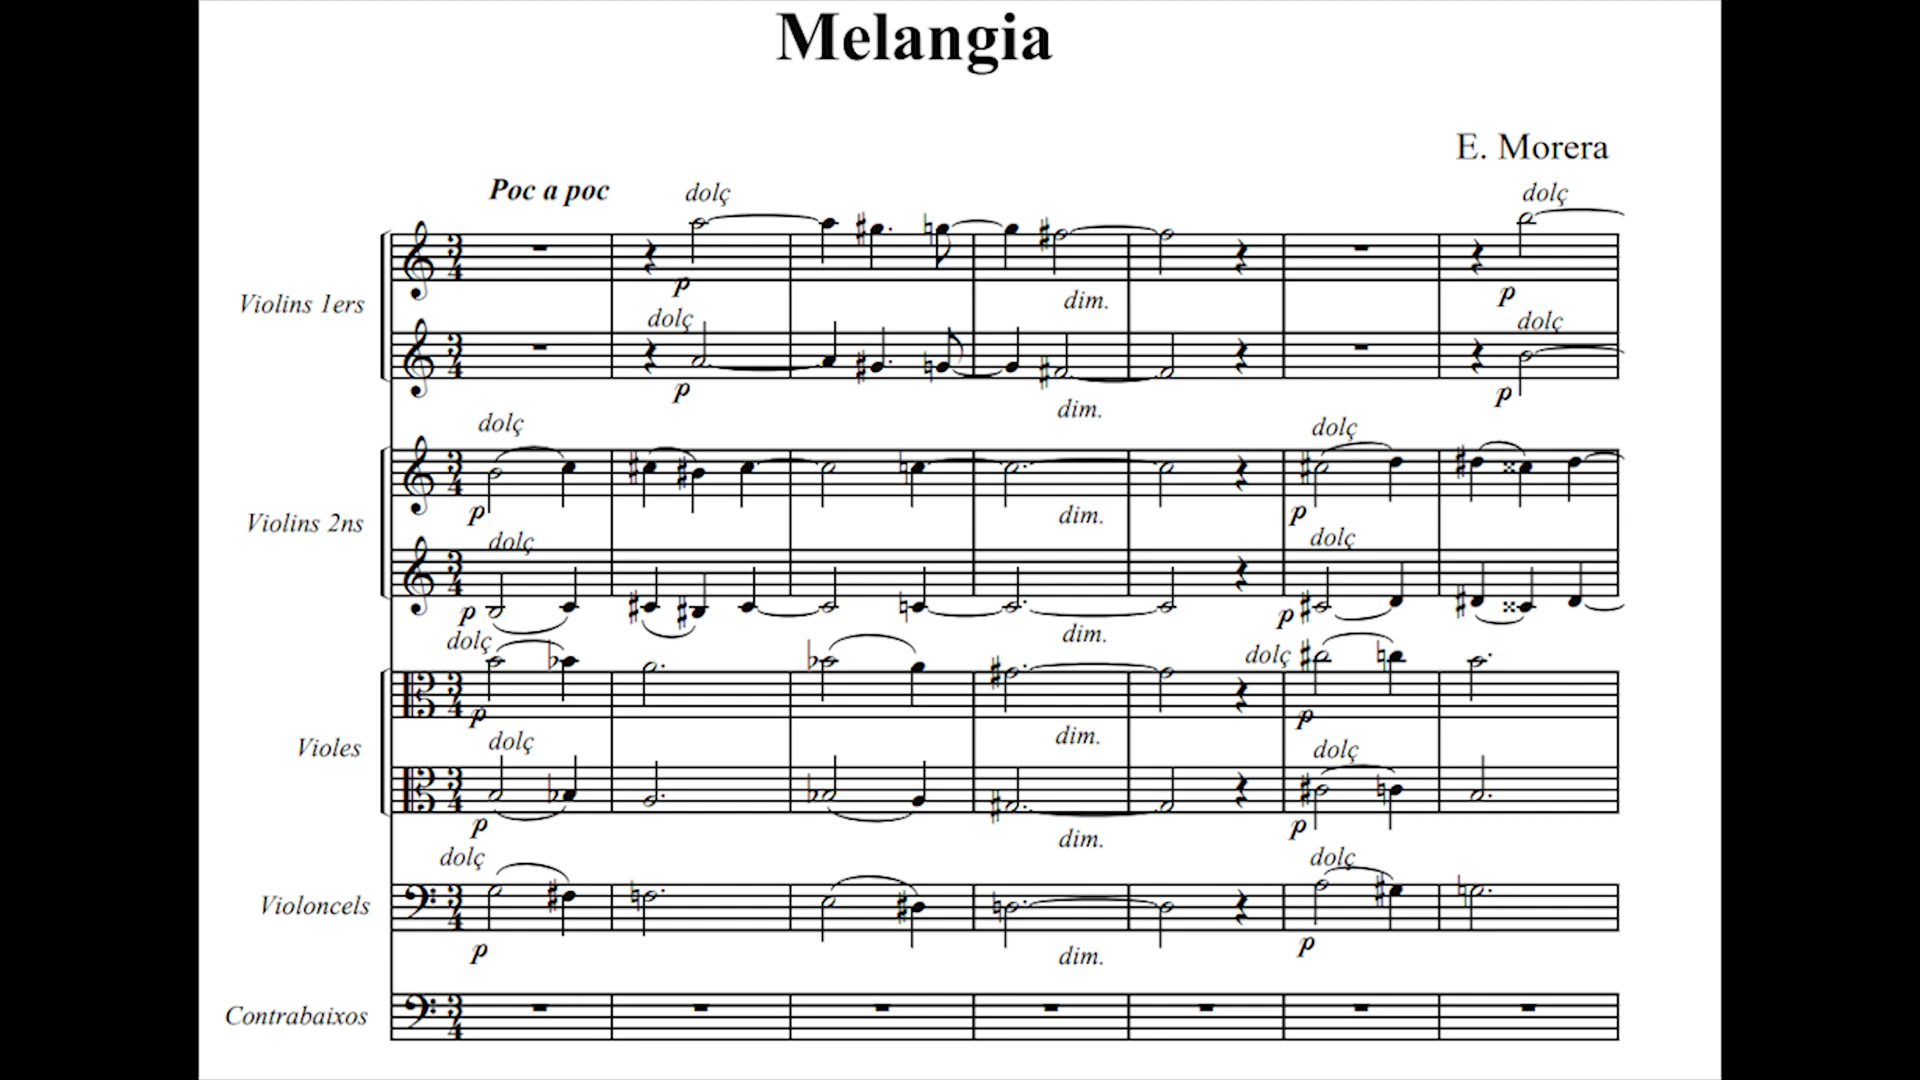 Melangia
E. Morera
Poc a poc
dolç
dolç
Violins 1ers
p
dim.
p
dolç
dolç
p
dim.
p
dolç
dolç
Violins 2ns
p
dim.
p
dolç
dolç
p
dim.
p
dolç
dolç
Violes
p
dim.
p
dolç
dolç
p
dim.
p
dolç
dolç
Violoncels
p
dim.
p
Contrabaixos